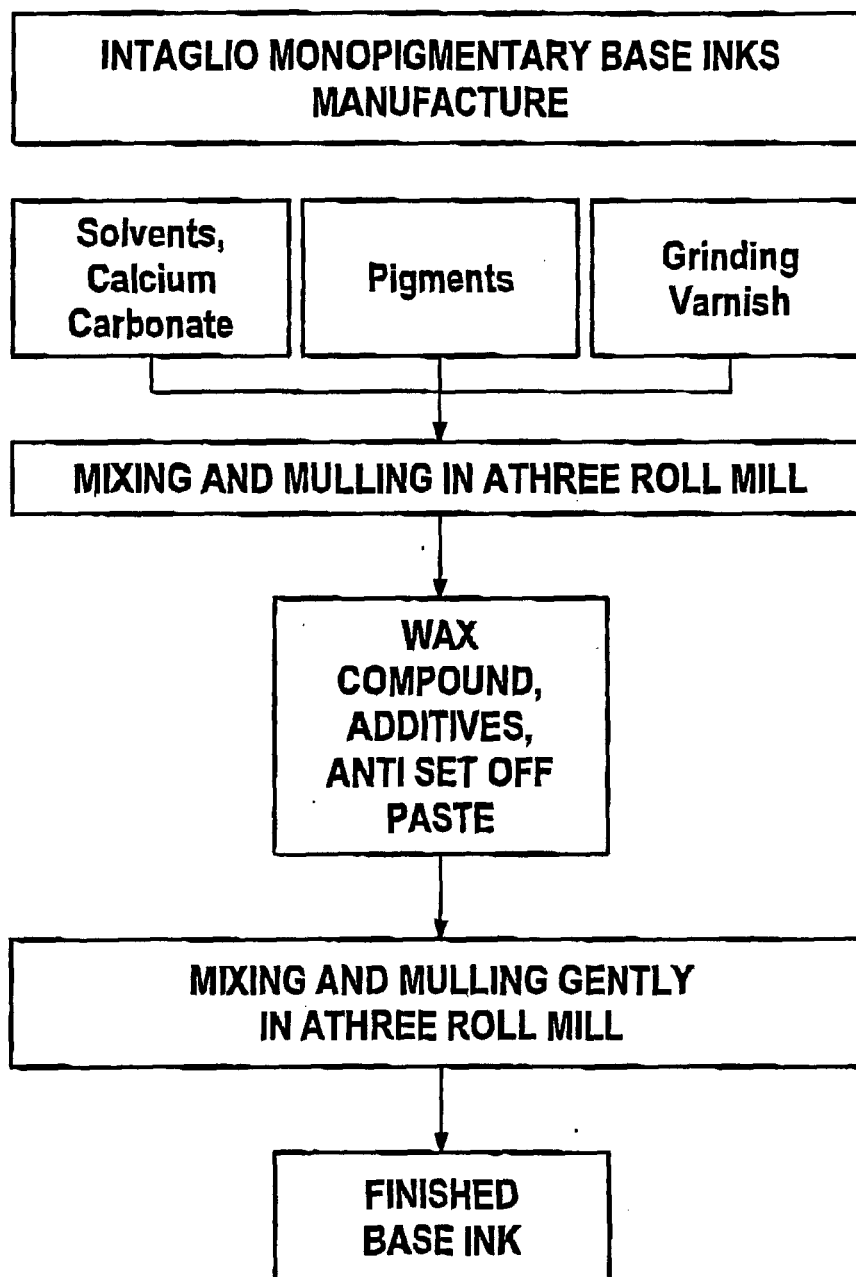 INTAGLIO MONOPIGMENTARY BASE INKS
MANUFACTURE
Solvents,
Calcium
Carbonate
Pigments
Grinding
Varnish
MIXING AND MULLING IN ATHREE ROLL MILL
WAX
COMPOUND,
ADDITIVES,
ANTI SET OFF
PASTE
MIXING AND MULLING GENTLY
IN ATHREE ROLL MILL
FINISHED
BASE INK